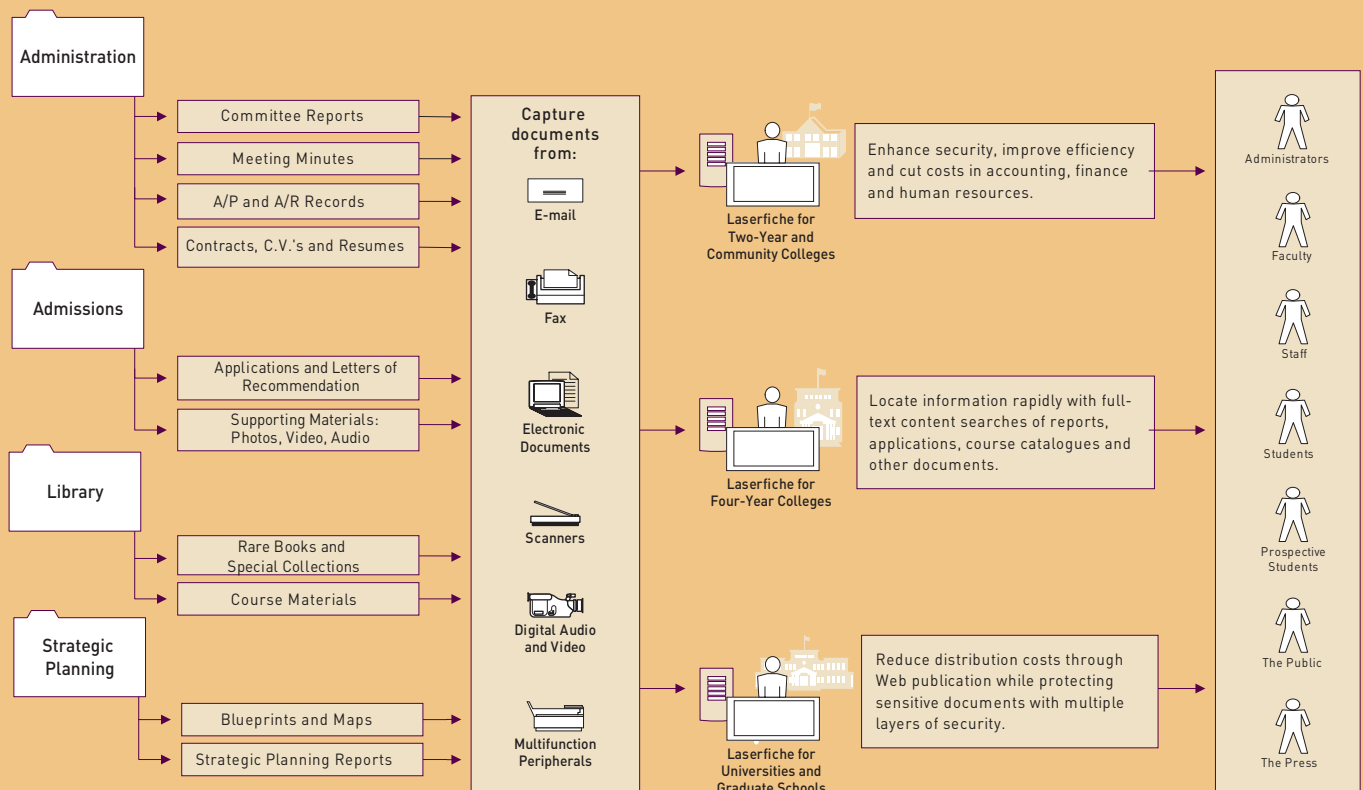 Administration
Committee Reports
Meeting Minutes
A/P and A/R Records
Contracts, C.V.'s and Resumes
Admissions
Applications and Letters of
Recommendation
Supporting Materials:
Photos, Video, Audio
Library
Rare Books and
Special Collections
Course Materials
Strategic
Planning
Blueprints and Maps
Strategic Planning Reports
Capture
documents
from:
E-mail
Fax
Electronic
Documents
Scanners
Digital Audio
and Video
Multifunction
Peripherals
Laserfiche for
Two-Year and
Community Colleges
Enhance security, improve efficiency
and cut costs in accounting, finance
and human resources.
Laserfiche for
Four-Year Colleges
Locate information rapidly with full-
text content searches of reports,
applications, course catalogues and
other documents.
Laserfiche for
Universities and
Graduate Schools
Reduce distribution costs through
Web publication while protecting
sensitive documents with multiple
layers of security.
Administrators
Faculty
Staff
Students
Prospective
Students
The Public
The Press